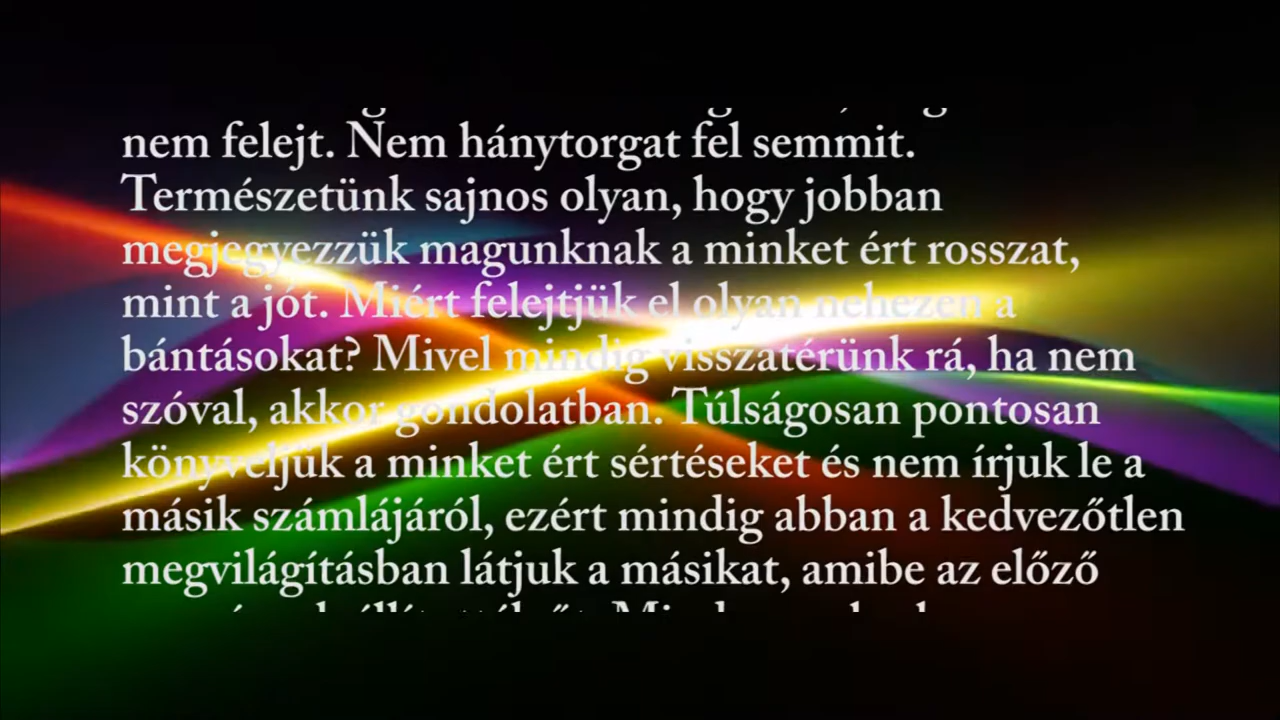 nem felejt. Nem hánytorgat fel semmit.
Természetünk sajnos olyan, hogy jobban
megjegyezzük magunknak a minket ért rosszat,
mint a jót. Miért felejtjük el olyan nehezen a
bántásokat? Mivel mindig visszatérünk rá, ha nem
szóval, akkor gondolatban. Túlságosan pontosan
könyveljük a minket ért sértéseket és nem írjuk le a
másik számlájáról, ezért mindig abban a kedvezőtlen
megvilágításban látjuk a másikat, amibe az előző